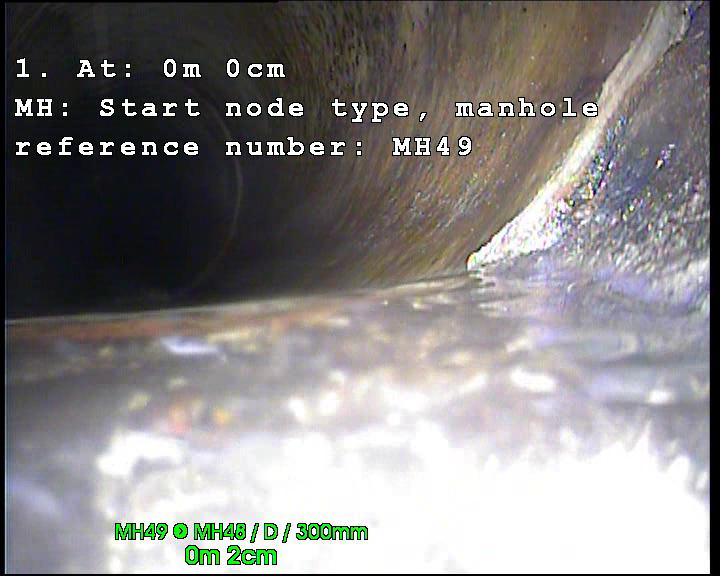 1. At: 0m 0cm
MH: Start node type, manhole
reference number: MH49
MH49 MH48 / D / 300mm
0m 2cm